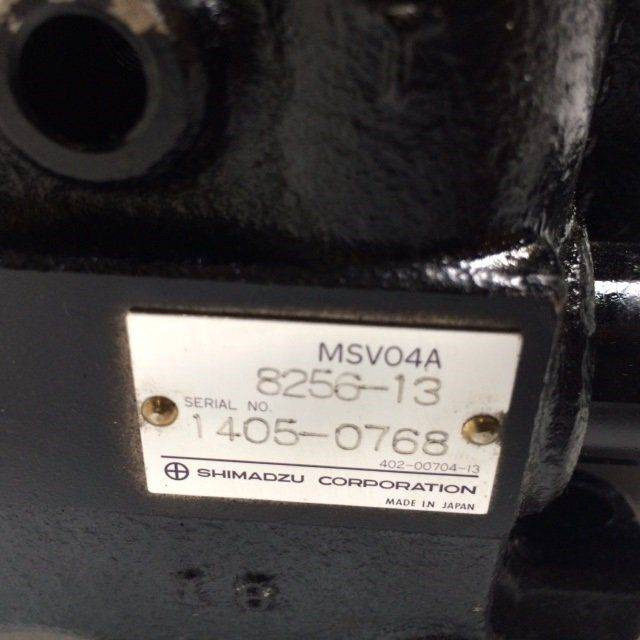 MSV04A
8256-13
SERIAL NO.
1405-0768
402-00704-13
SHIMADZU CORPORATION
MADE IN JAPAN